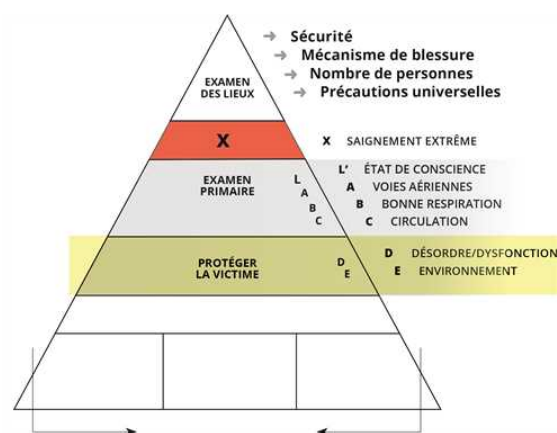 → Sécurité
→ Mécanisme de blessure
→ Nombre de personnes
→ Précautions universelles
EXAMEN
DES LIEUX
X
X SAIGNEMENT EXTRÊME
EXAMEN
PRIMAIRE
L
A
B
C
L' ÉTAT DE CONSCIENCE
A VOIES AÉRIENNES
B BONNE RESPIRATION
C CIRCULATION
PROTÉGER
LA VICTIME
D
E
D DÉSORDRE/DYSFONCTION
E ENVIRONNEMENT